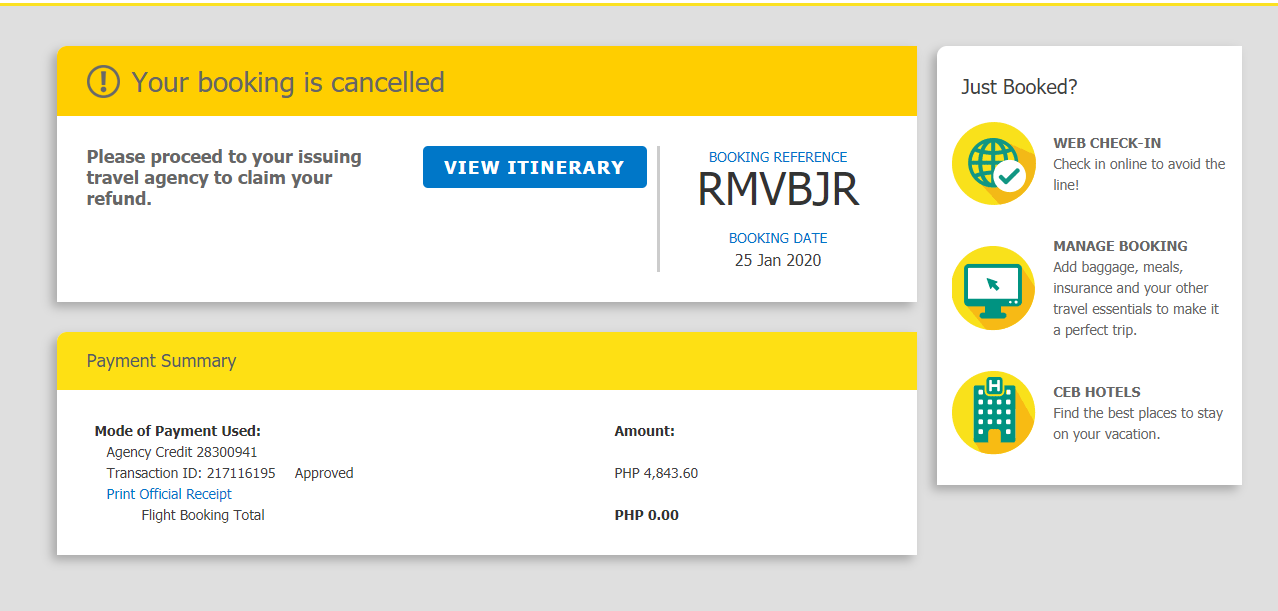 Your booking is cancelled
Please proceed to your issuing
travel agency to claim your
refund.
VIEW ITINERARY
BOOKING REFERENCE
RMVBJR
BOOKING DATE
25 Jan 2020
Payment Summary
Mode of Payment Used:
Amount:
Agency Credit 28300941
Transaction ID: 217116195 Approved
PHP 4,843.60
Print Official Receipt
Flight Booking Total
PHP 0.00
Just Booked?
WEB CHECK-IN
Check in online to avoid the
line!
MANAGE BOOKING
Add baggage, meals,
insurance and your other
travel essentials to make it
a perfect trip.
H
CEB HOTELS
Find the best places to stay
on your vacation.